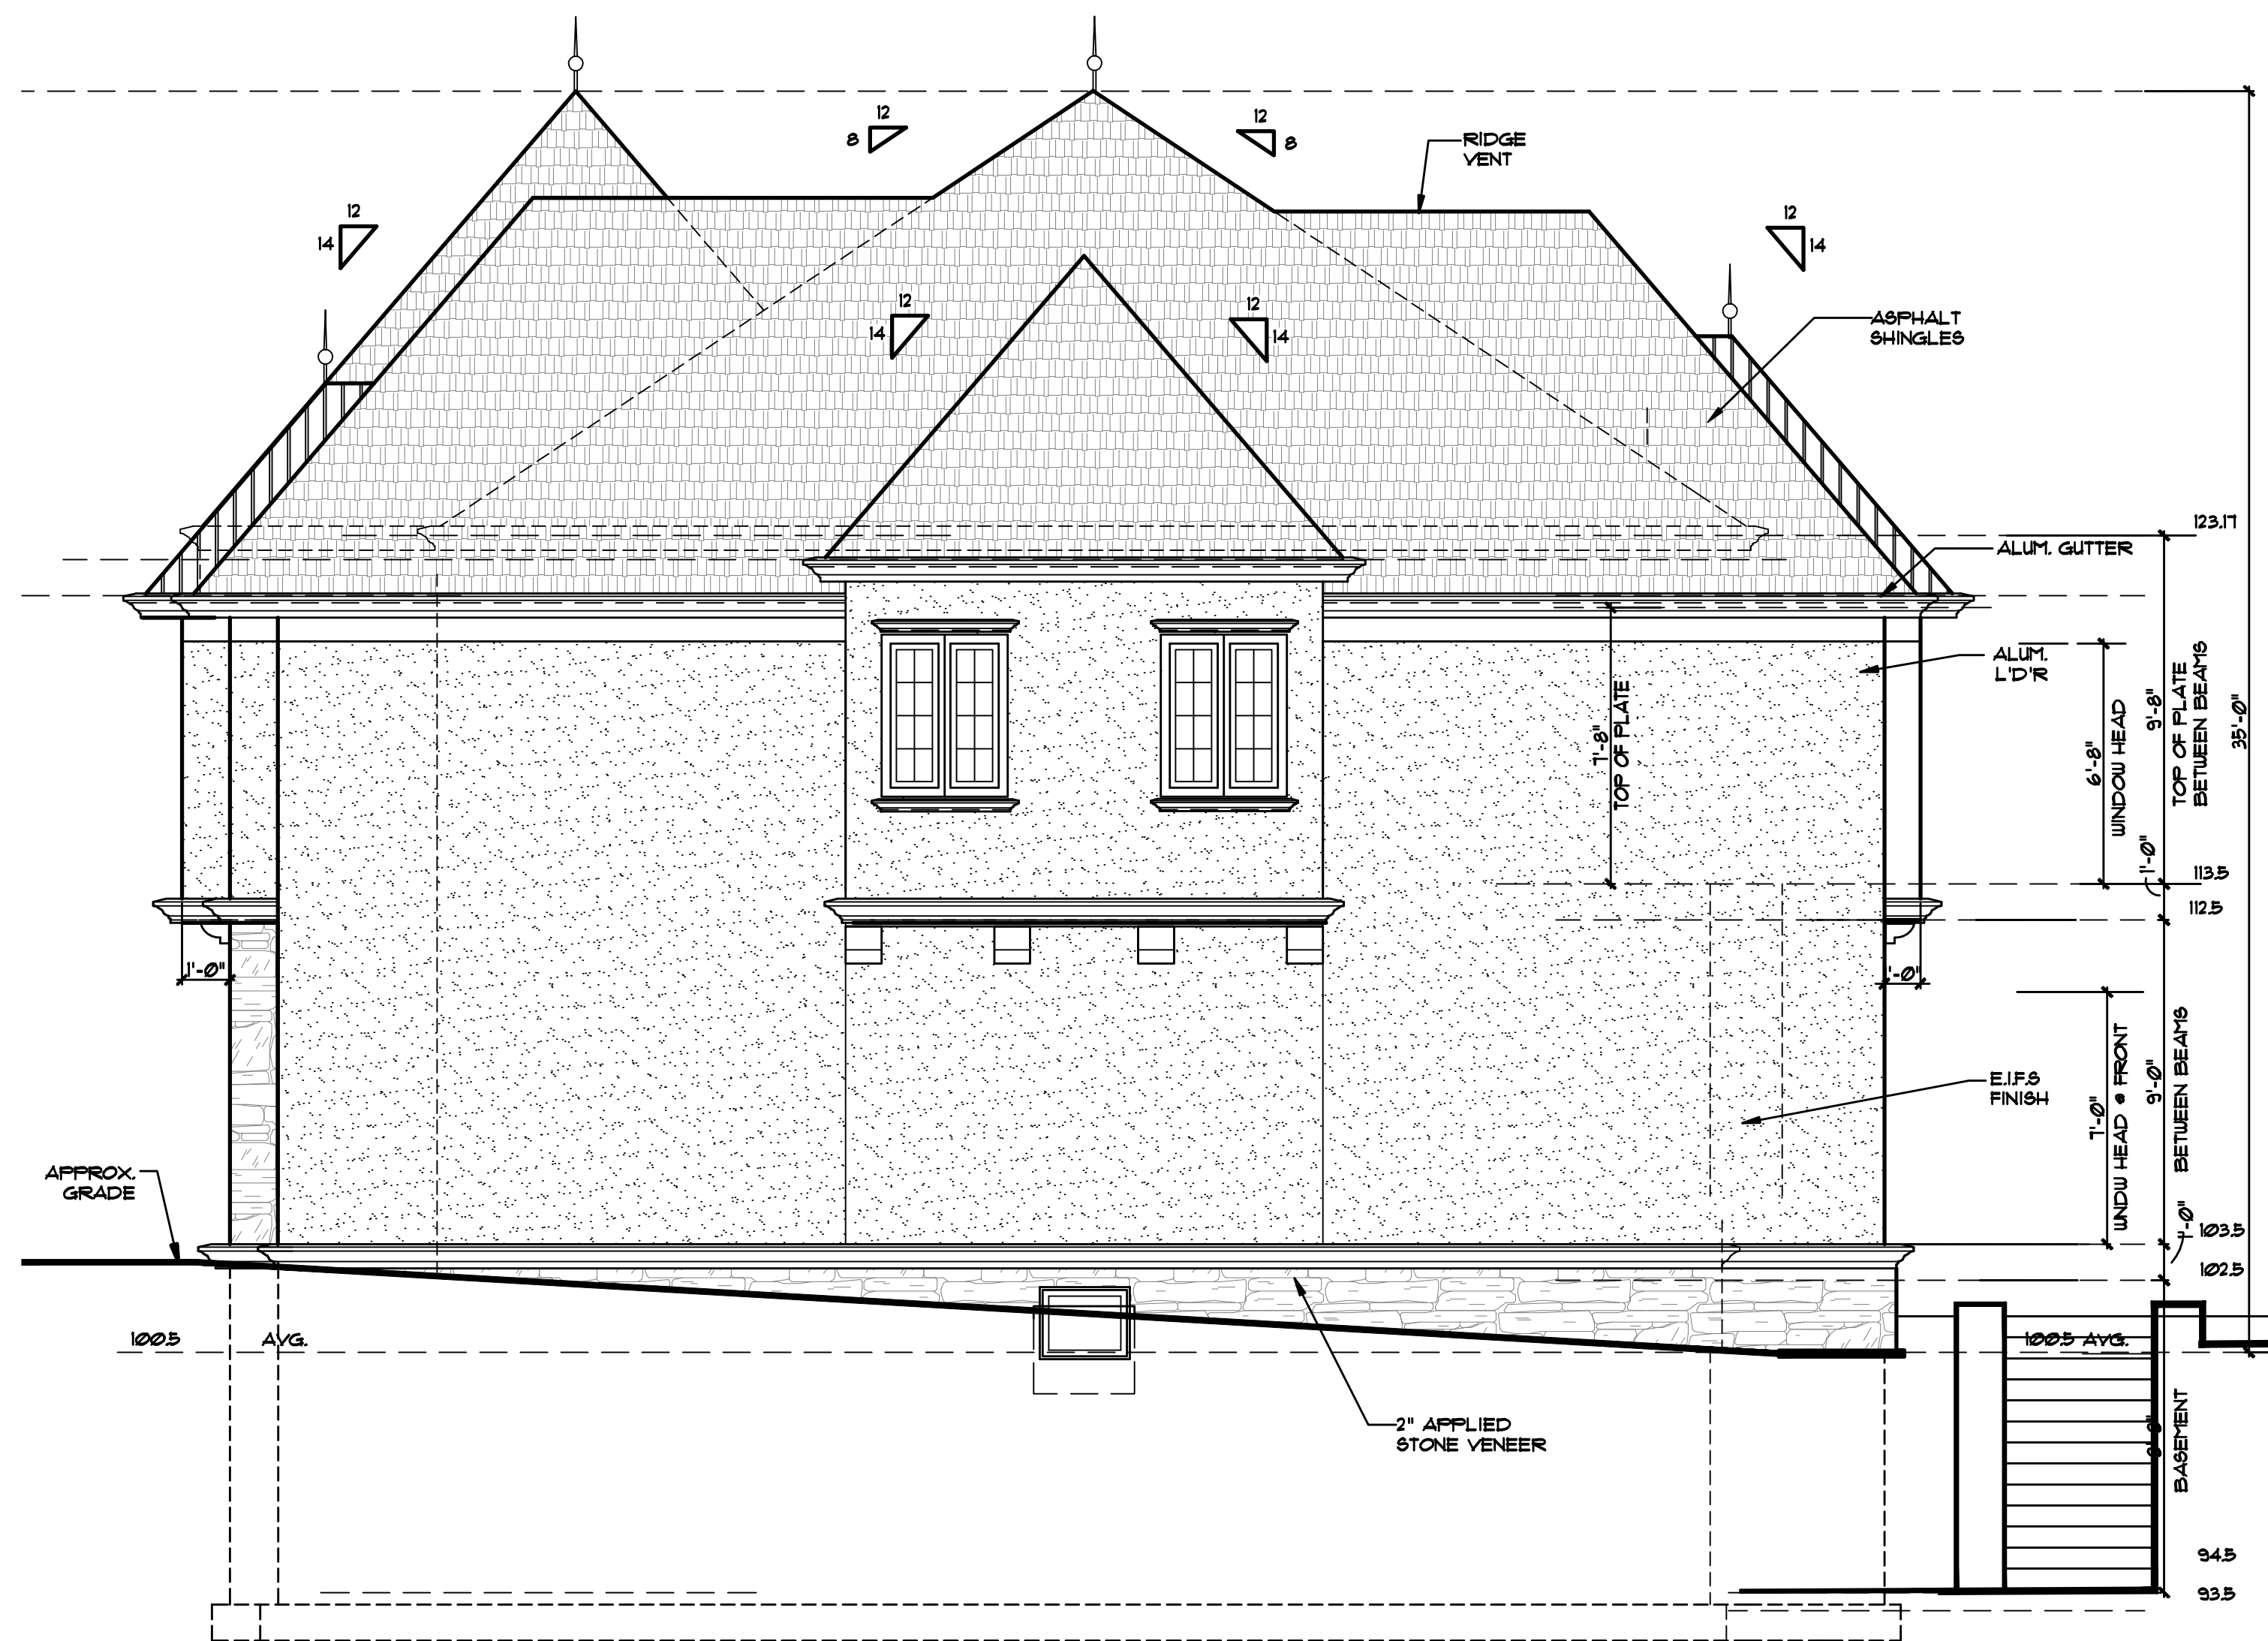 12
8
12
8
RIDGE
VENT
12
14
12
14
12
14
12
14
ASPHALT
SHINGLES
123.17
ALUM. GUTTER
ALUM.
L'D'R
7'-8"
TOP OF PLATE
6'-8"
WINDOW HEAD
9'-8"
TOP OF PLATE
BETWEEN BEAMS
35'-0"
1'-0"
113.5
112.5
1'-0"
'-0"
E.I.F.S
FINISH
7'-0"
WNDW HEAD @ FRONT
9'-0"
BETWEEN BEAMS
APPROX.
GRADE
1'-0"
103.5
102.5
100.5 AVG.
100.5 AVG.
2" APPLIED
STONE VENEER
BASEMENT
94.5
93.5